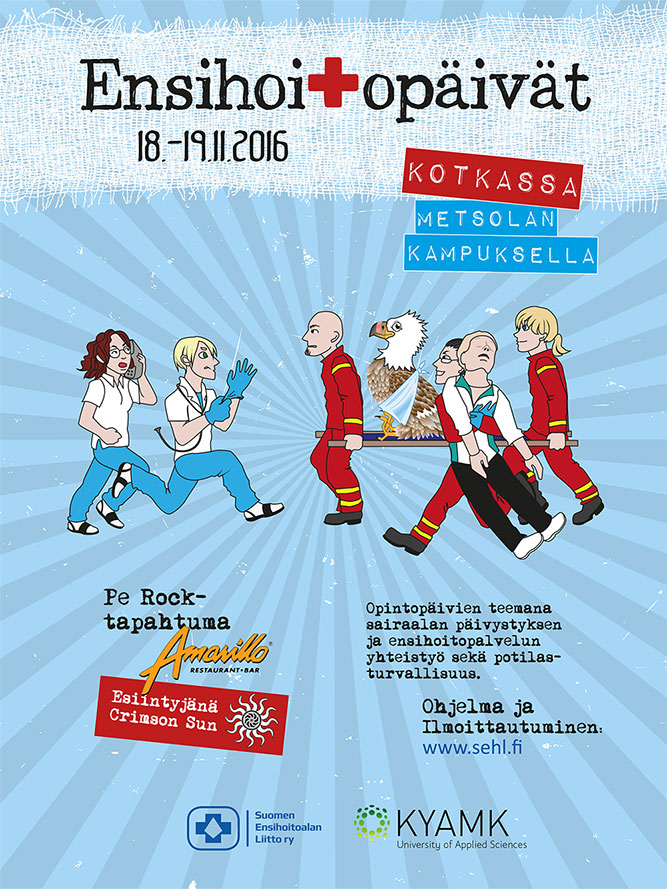 Ensihoitopäivät
18.-19.11.2016
KOTKASSA
METSOLAN
KAMPUKSELLA
Pe Rock-
tapahtuma
Amarillo®
RESTAURANT•BAR
Esiintyjänä
Crimson Sun
Opintopäivien teemana
sairaalan päivystyksen
ja ensihoitopalvelun
yhteistyö sekä potilas-
turvallisuus.
Ohjelma ja
Ilmoittautuminen:
www.sehl.fi
Suomen
Ensihoitoalan
Liitto ry
KYAMK
University of Applied Sciences